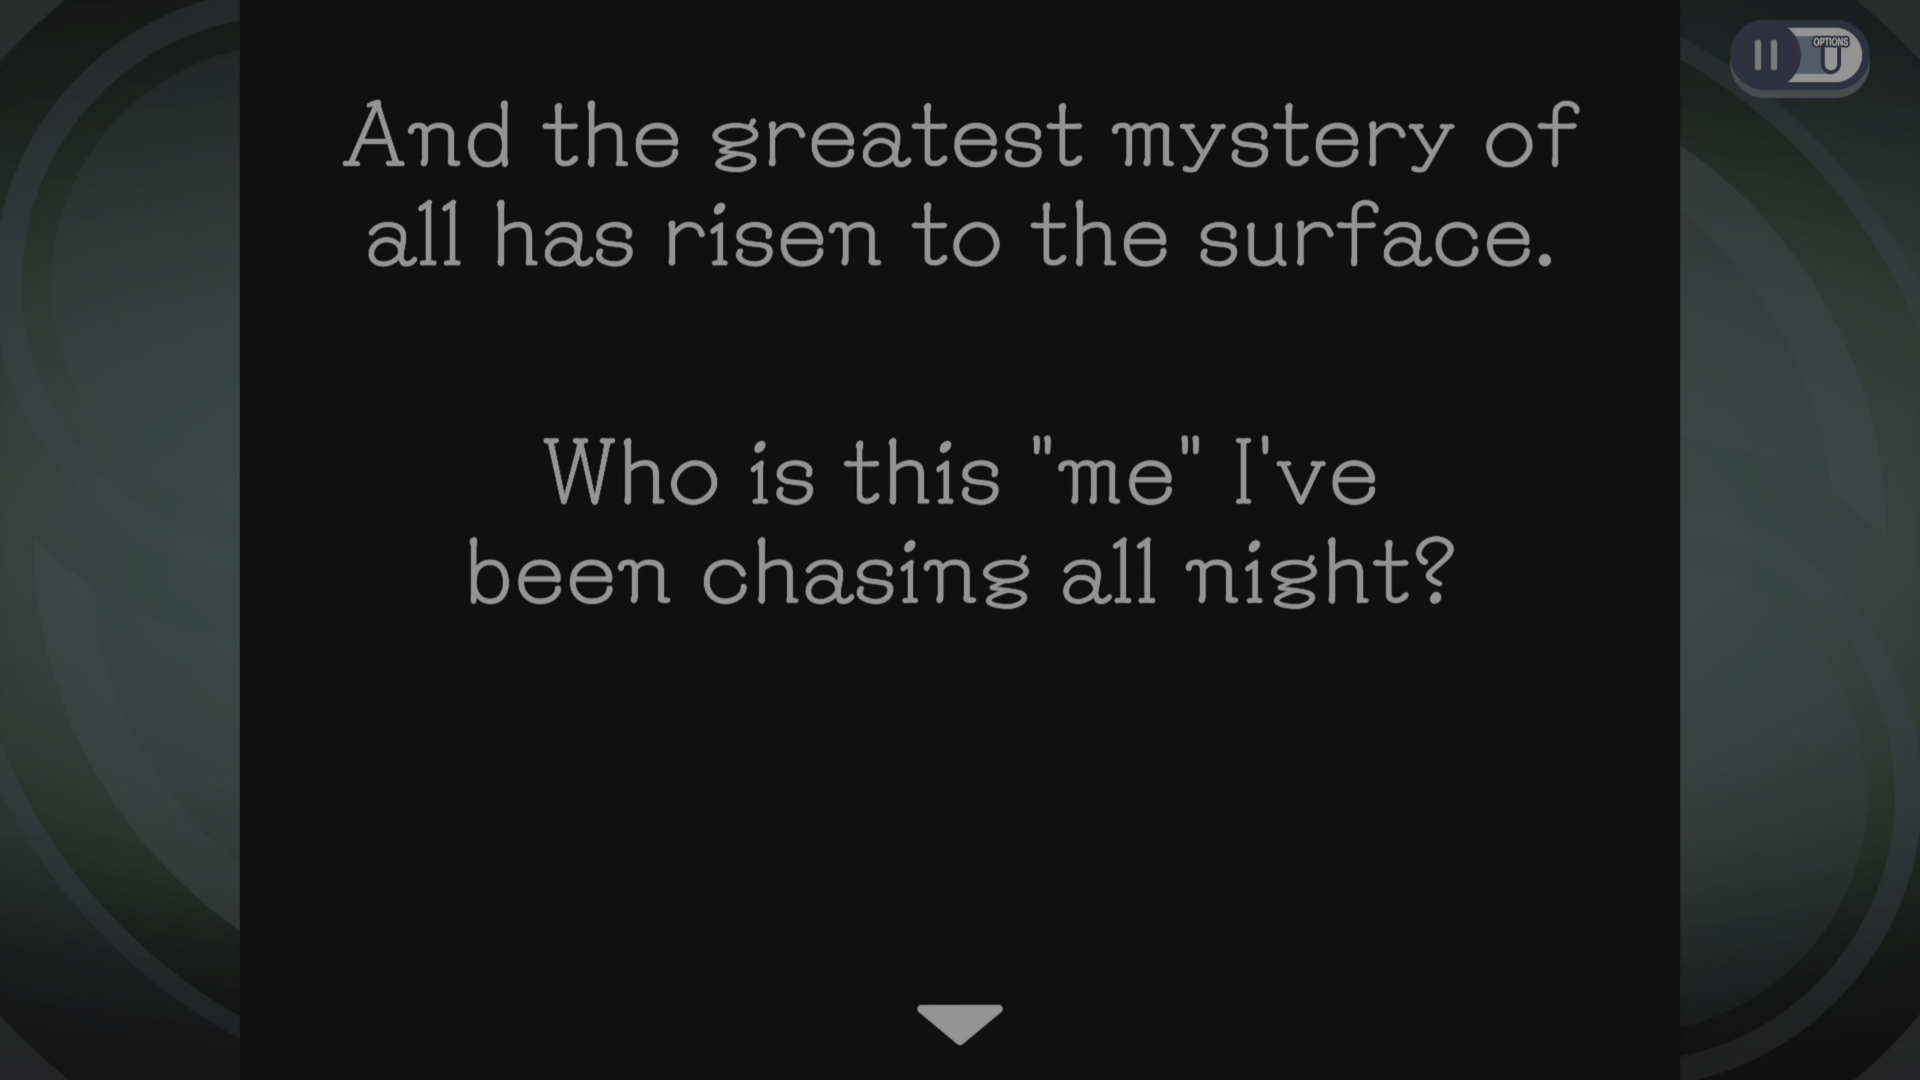 OPTIONS
And the greatest mystery of
all has risen to the surface.
Who is this "me" I've
been chasing all night?